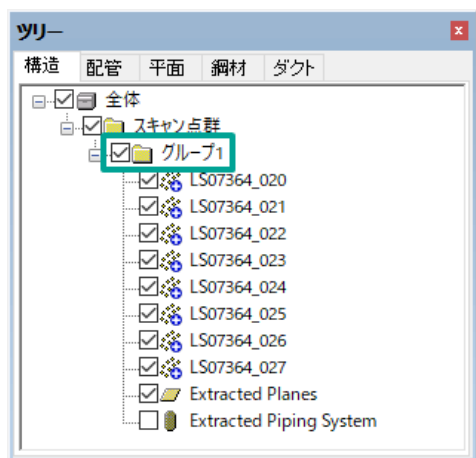 ツリー
構造 配管 平面 鋼材 ダクト
全体
スキャン点群
グループ1
LS07364_020
LS07364_021
LS07364_022
LS07364_023
LS07364_024
LS07364_025
LS07364_026
LS07364_027
Extracted Planes
Extracted Piping System